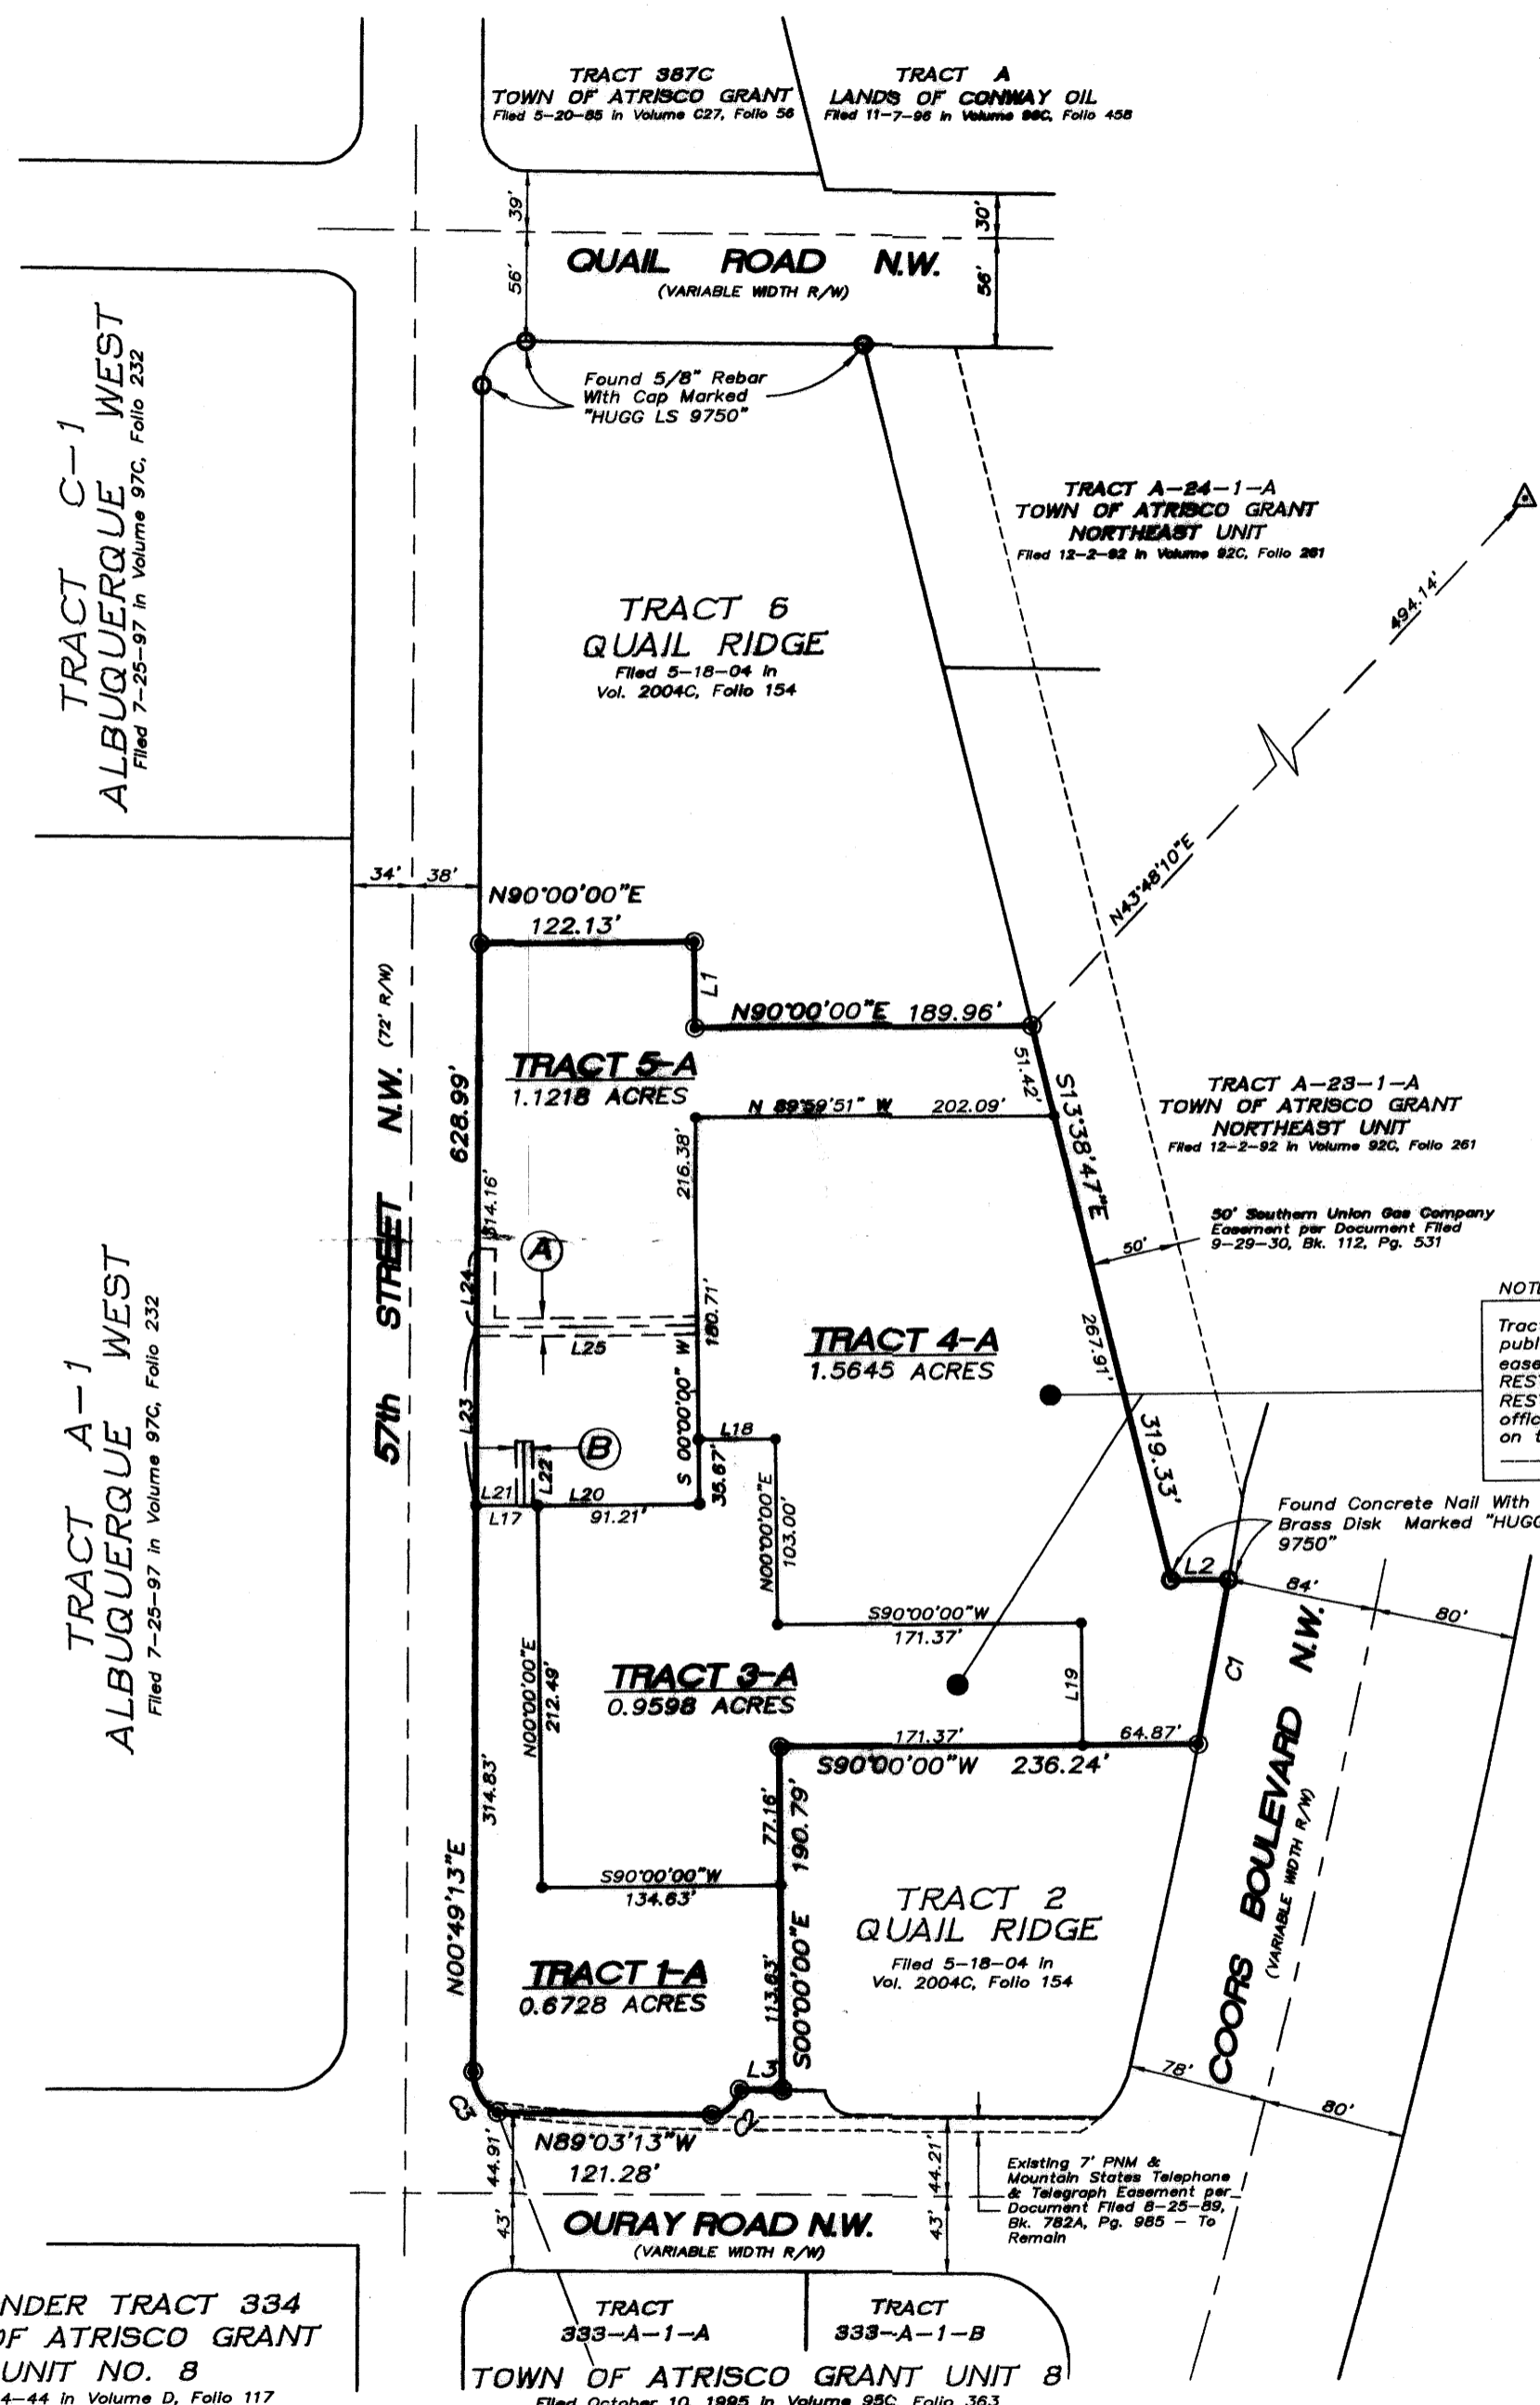 TRACT 387C
TOWN OF ATRISCO GRANT
Filed 5-20-85 in Volume C27, Folio 56
TRACT A
LANDS OF CONWAY OIL
Filed 11-7-96 in Volume 96C, Folio 458
39'
56'
30'
56'
QUAIL ROAD N.W.
(VARIABLE WIDTH R/W)
Found 5/8" Rebar
With Cap Marked
"HUGG LS 9750"
TRACT C-1
ALBUQUERQUE WEST
Filed 7-25-97 in Volume 97C, Folio 232
TRACT A-24-1-A
TOWN OF ATRISCO GRANT
NORTHEAST UNIT
Filed 12-2-92 in Volume 92C, Folio 261
494.14'
N43°48'10"E
TRACT 6
QUAIL RIDGE
Filed 5-18-04 in
Vol. 2004C, Folio 154
34'
38'
N90°00'00"E
122.13'
L1
N90°00'00"E 189.96'
57th STREET N.W. (72' R/W)
628.99'
TRACT 5-A
1.1218 ACRES
51.42'
S13°38'47"E
N 89°59'51" W 202.09'
TRACT A-23-1-A
TOWN OF ATRISCO GRANT
NORTHEAST UNIT
Filed 12-2-92 in Volume 92C, Folio 261
216.38'
314.16'
A
50' Southern Union Gas Company
Easement per Document Filed
9-29-30, Bk. 112, Pg. 531
50'
TRACT A-1
ALBUQUERQUE WEST
Filed 7-25-97 in Volume 97C, Folio 232
L24
180.71'
L25
TRACT 4-A
1.5645 ACRES
267.91'
319.33'
L23
S 00°00'00" W
L18
B
35.67'
L21
L22
L20
L17
91.21'
N00°00'00"E
103.00'
Found Concrete Nail With
Brass Disk Marked "HUGG
9750"
L2
84'
80'
S90°00'00"W
171.37'
N00°00'00"E
212.49'
TRACT 3-A
0.9598 ACRES
L19
C1
171.37'
64.87'
S90°00'00"W 236.24'
314.83'
77.16'
190.79'
N00°49'13"E
S90°00'00"W
134.63'
TRACT 2
QUAIL RIDGE
Filed 5-18-04 in
Vol. 2004C, Folio 154
COORS BOULEVARD N.W.
(VARIABLE WIDTH R/W)
TRACT 1-A
0.6728 ACRES
113.63'
S00°00'00"E
L3
C3
C2
78'
80'
N89°03'13"W
121.28'
44.91'
43'
44.21'
43'
Existing 7' PNM &
Mountain States Telephone
& Telegraph Easement per
Document Filed 8-25-89,
Bk. 782A, Pg. 985 - To
Remain
OURAY ROAD N.W.
(VARIABLE WIDTH R/W)
TRACT
333-A-1-A
TRACT
333-A-1-B
TOWN OF ATRISCO GRANT UNIT 8
Filed October 10, 1995 in Volume 95C, Folio 363
TRACT 334
OF ATRISCO GRANT
UNIT NO. 8
4-44 in Volume D, Folio 117